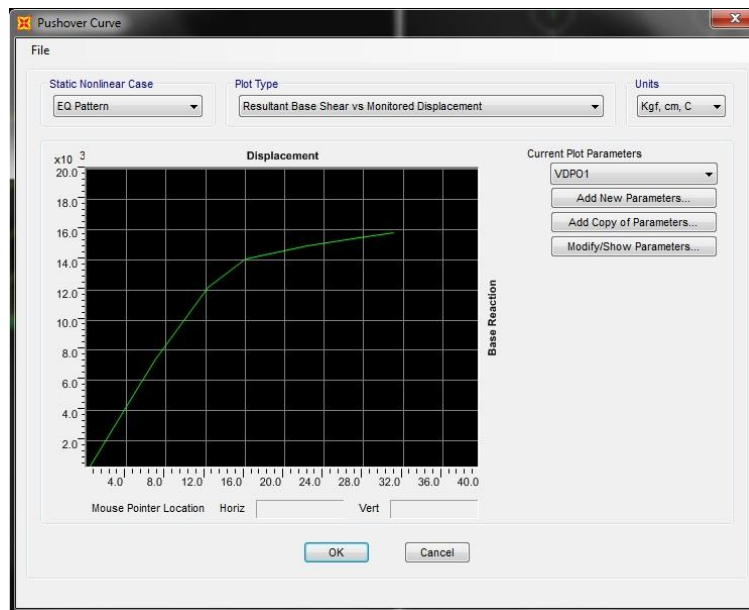 Pushover Curve
File
Static Nonlinear Case
Plot Type
Units
EQ Pattern
Resultant Base Shear vs Monitored Displacement
Kgf, cm, C
x10 3
Displacement
Current Plot Parameters
VDPO1
Add New Parameters...
Add Copy of Parameters...
Modify/Show Parameters...
20.0
18.0
16.0
14.0
12.0
10.0
8.0
6.0
4.0
2.0
Base Reaction
4.0 8.0 12.0 16.0 20.0 24.0 28.0 32.0 36.0 40.0
Mouse Pointer Location Horiz Vert
OK Cancel